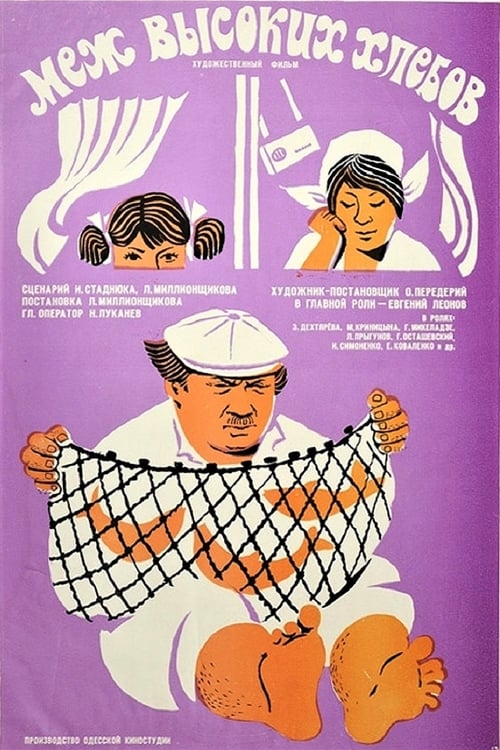 МЕЖ ВЫСОКИХ ХЛЕБОВ
ХУДОЖЕСТВЕННЫЙ ФИЛЬМ
СЦЕНАРИЙ И. СТАДНЮКА, Л. МИЛЛИОНЩИКОВА
ПОСТАНОВКА Л. МИЛЛИОНЩИКОВА
ГЛ. ОПЕРАТОР Н. ЛУКАНЕВ
ХУДОЖНИК-ПОСТАНОВЩИК О. ПЕРЕДЕРИЙ
В ГЛАВНОЙ РОЛИ — ЕВГЕНИЙ ЛЕОНОВ
В РОЛЯХ:
З. ДЕХТЯРЁВА, М. КРИНИЦЫНА, Г. МИКЕЛАДЗЕ,
Л. ПРЫГУНОВ, Г. ОСТАШЕВСКИЙ,
Н. СИМОНЕНКО, Е. КОВАЛЕНКО и др.
ПРОИЗВОДСТВО ОДЕССКОЙ КИНОСТУДИИ